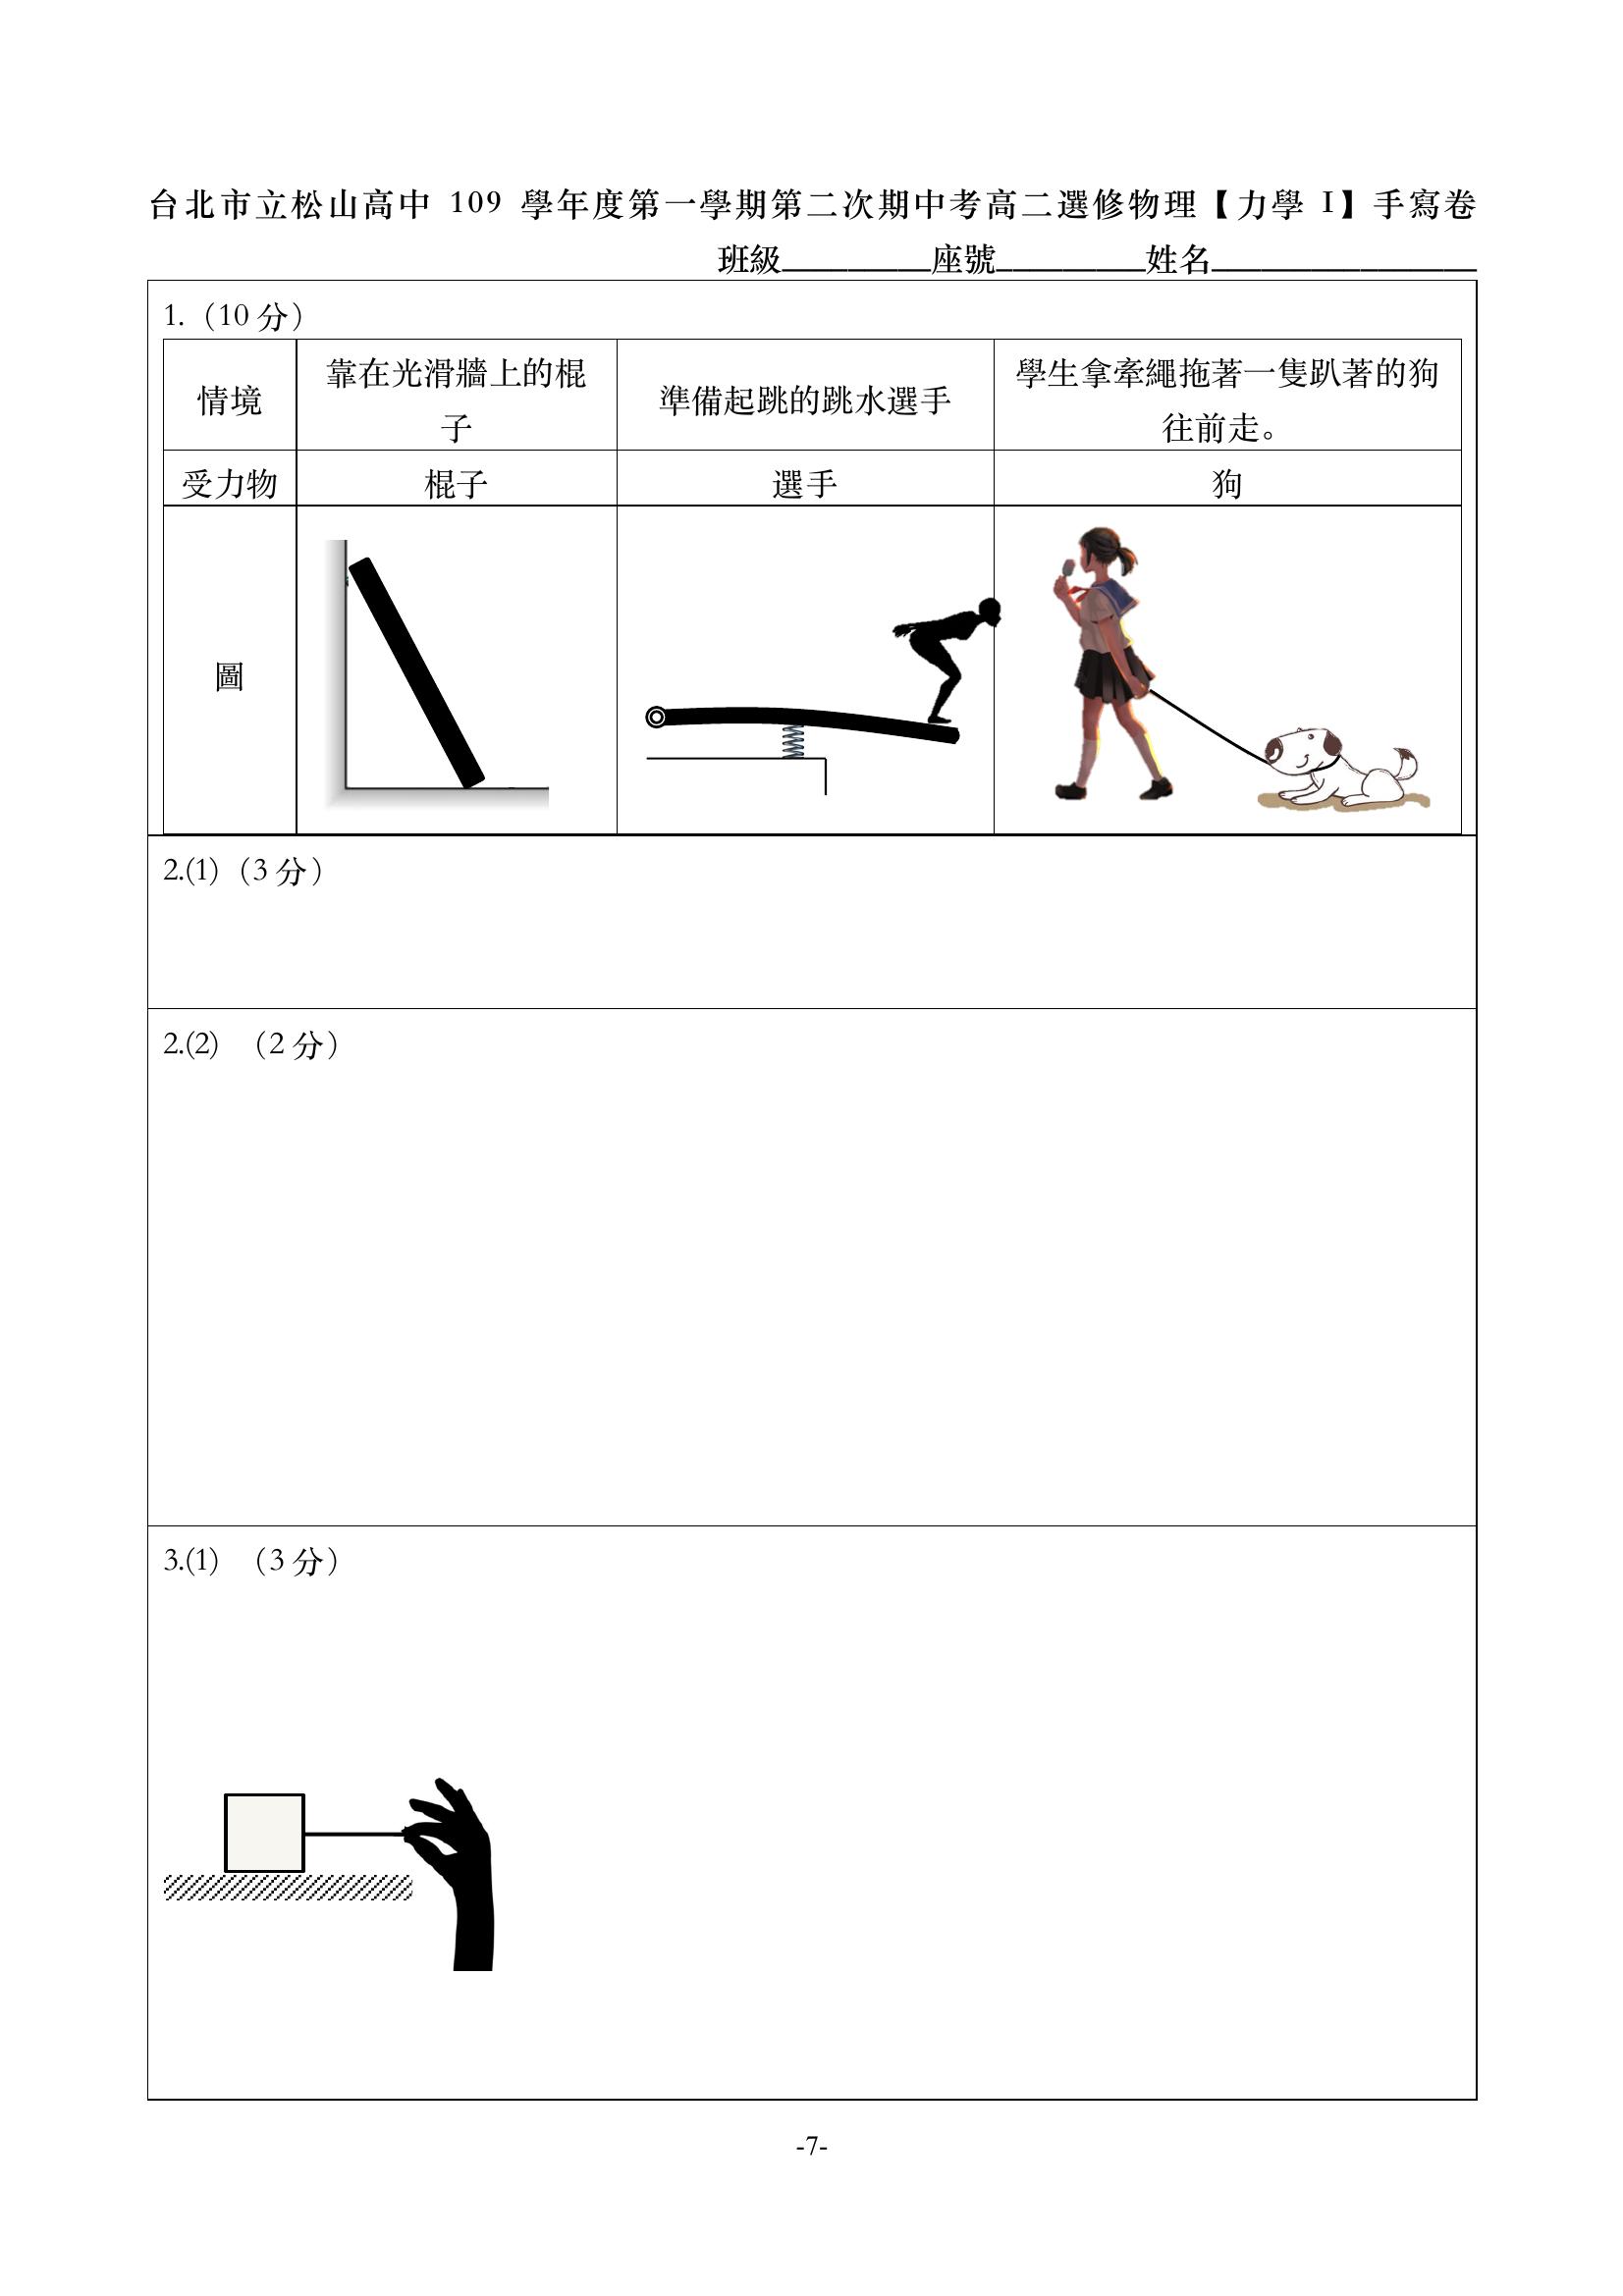 台北市立松山高中 109 學年度第一學期第二次期中考高二選修物理【力學 I】手寫卷
班級_________座號_________姓名________________
1.（10 分）
情境
靠在光滑牆上的棍子
準備起跳的跳水選手
學生拿牽繩拖著一隻趴著的狗
往前走。
受力物
棍子
選手
狗
圖
2.(1)（3 分）
2.(2) （2 分）
3.(1) （3 分）
-7-